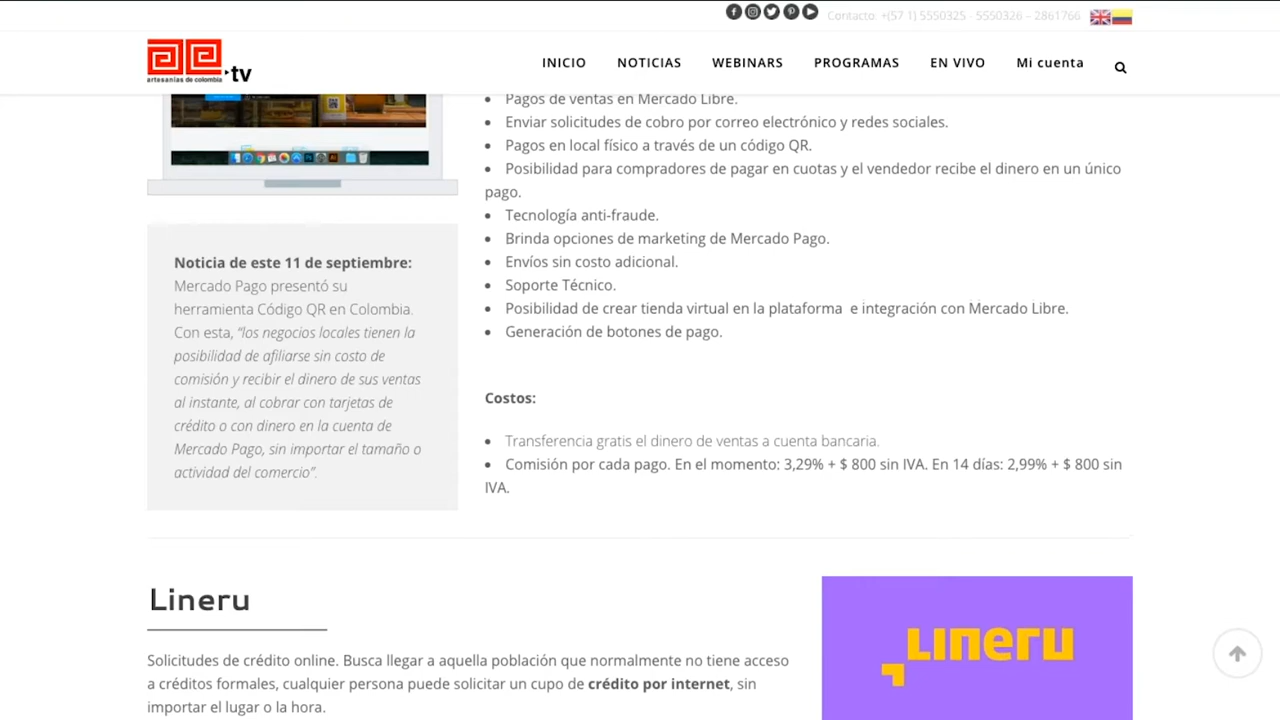 Contacto: +(57 1) 5550325 - 5550326 – 2861766
artesanías de colombia
tv
INICIO
NOTICIAS
WEBINARS
PROGRAMAS
EN VIVO
Mi cuenta
Noticia de este 11 de septiembre:
Mercado Pago presentó su
herramienta Código QR en Colombia.
Con esta, “los negocios locales tienen la
posibilidad de afiliarse sin costo de
comisión y recibir el dinero de sus ventas
al instante, al cobrar con tarjetas de
crédito o con dinero en la cuenta de
Mercado Pago, sin importar el tamaño o
actividad del comercio”.
• Pagos de ventas en Mercado Libre.
• Enviar solicitudes de cobro por correo electrónico y redes sociales.
• Pagos en local físico a través de un código QR.
• Posibilidad para compradores de pagar en cuotas y el vendedor recibe el dinero en un único
pago.
• Tecnología anti-fraude.
• Brinda opciones de marketing de Mercado Pago.
• Envíos sin costo adicional.
• Soporte Técnico.
• Posibilidad de crear tienda virtual en la plataforma e integración con Mercado Libre.
• Generación de botones de pago.
Costos:
• Transferencia gratis el dinero de ventas a cuenta bancaria.
• Comisión por cada pago. En el momento: 3,29% + $ 800 sin IVA. En 14 días: 2,99% + $ 800 sin
IVA.
Lineru
Solicitudes de crédito online. Busca llegar a aquella población que normalmente no tiene acceso
a créditos formales, cualquier persona puede solicitar un cupo de crédito por internet, sin
importar el lugar o la hora.
LINERU